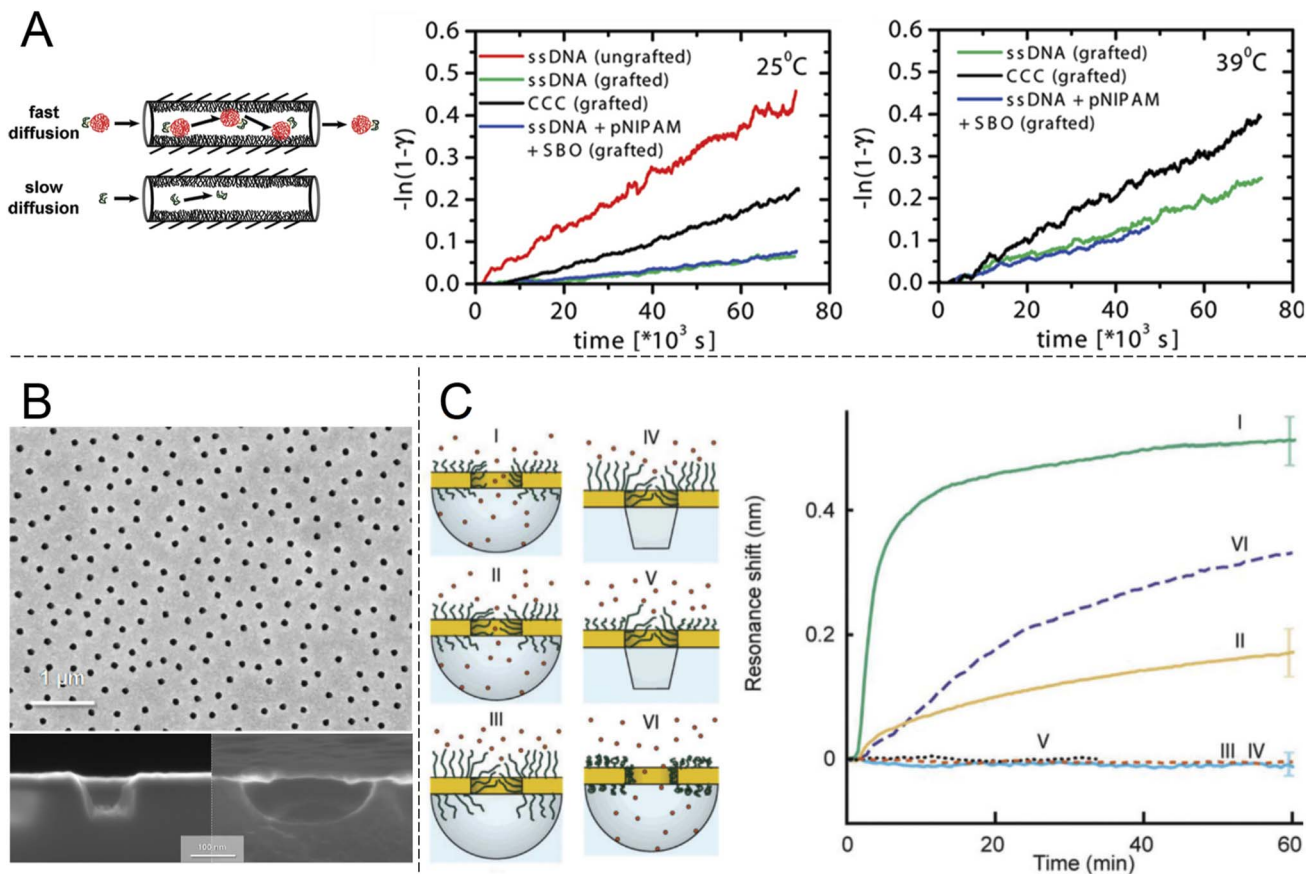 A
fast
diffusion
slow
diffusion
-ln(1-γ)
0.6
0.5
0.4
0.3
0.2
0.1
0.0
ssDNA (ungrafted)
ssDNA (grafted)
CCC (grafted)
ssDNA + pNIPAM
+ SBO (grafted)
25⁰C
0 20 40 60 80
time [*10³ s]
-ln(1-γ)
0.6
0.5
0.4
0.3
0.2
0.1
0.0
ssDNA (grafted)
CCC (grafted)
ssDNA + pNIPAM
+ SBO (grafted)
39⁰C
0 20 40 60 80
time [*10³ s]
B
1 µm
100 nm
C
I
IV
II
V
III
VI
Resonance shift (nm)
0.4
0.2
0
I
VI
II
V
III IV
0 20 60
Time (min)